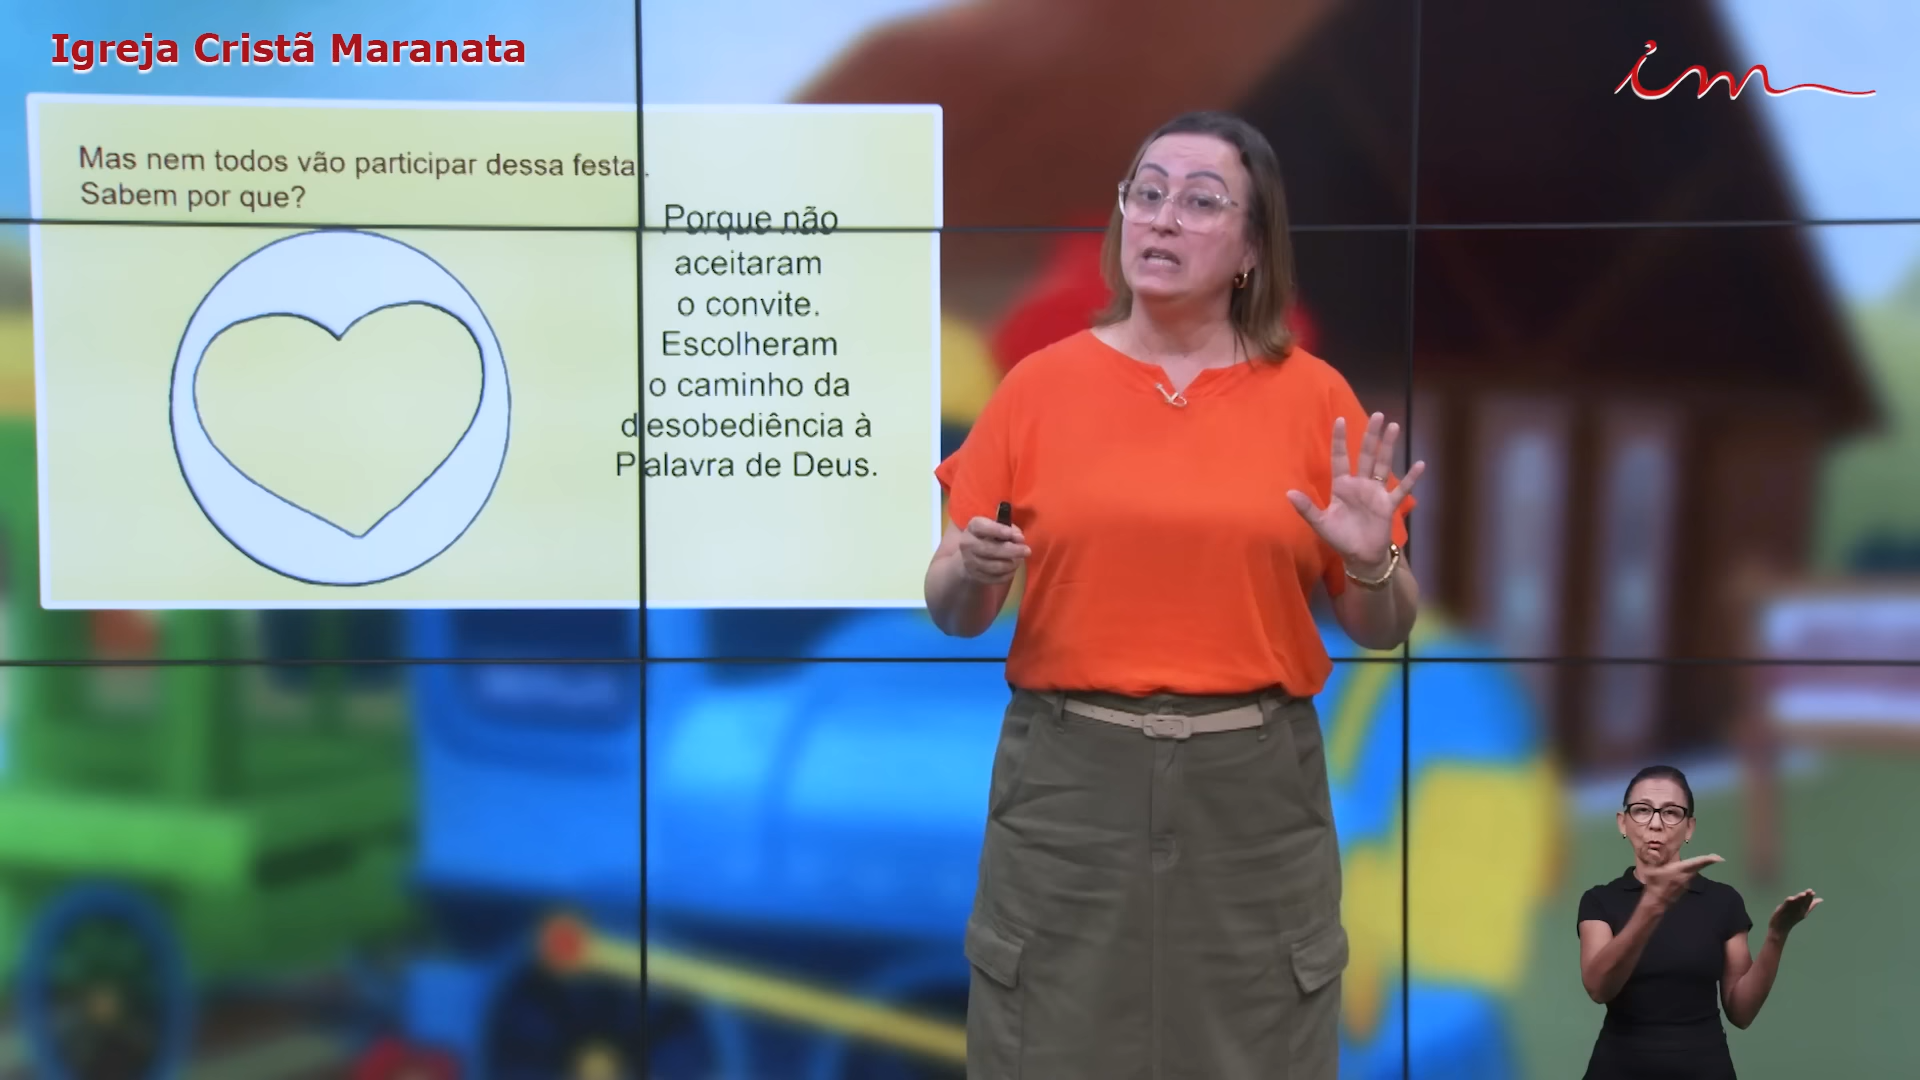 Igreja Cristã Maranata
im
Mas nem todos vão participar dessa festa.
Sabem por que?
Porque não
aceitaram
o convite.
Escolheram
o caminho da
desobediência à
Palavra de Deus.